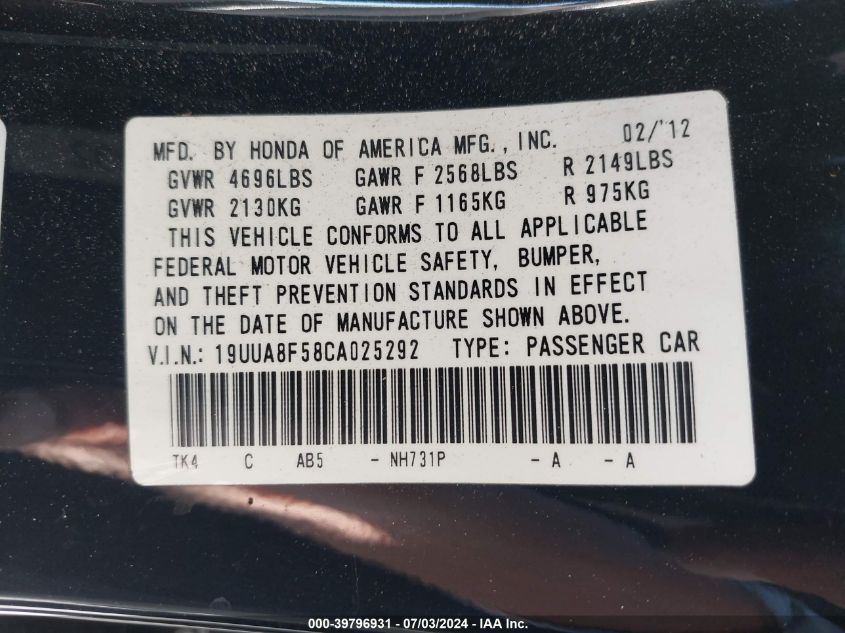 MFD. BY HONDA OF AMERICA MFG., INC. 02/'12
GVWR 4696LBS GAWR F 2568LBS R 2149LBS
GVWR 2130KG GAWR F 1165KG R 975KG
THIS VEHICLE CONFORMS TO ALL APPLICABLE
FEDERAL MOTOR VEHICLE SAFETY, BUMPER,
AND THEFT PREVENTION STANDARDS IN EFFECT
ON THE DATE OF MANUFACTURE SHOWN ABOVE.
V.I.N.: 19UUA8F58CA025292 TYPE: PASSENGER CAR
TK4 C AB5 - NH731P - A - A
000-39796931 - 07/03/2024 - IAA Inc.